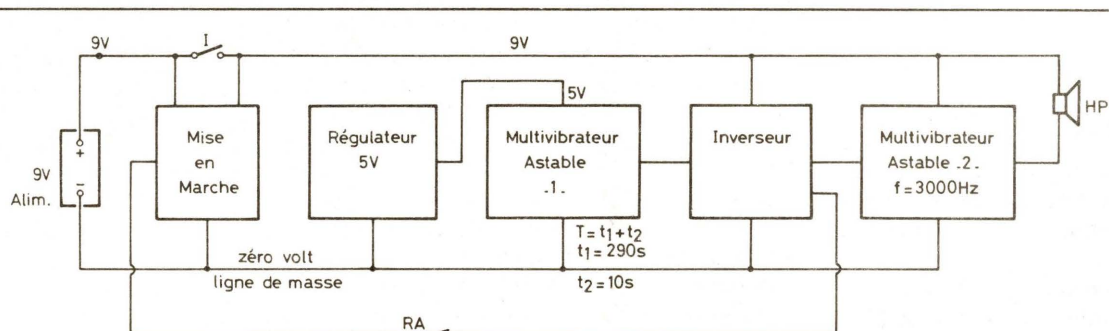 9V
I
9V
5V
HP
Mise
en
Marche
Régulateur
5V
Multivibrateur
Astable
-1-
Inverseur
Multivibrateur
Astable -2-
f = 3000Hz
+
-
9V
Alim.
T = t₁ + t₂
t₁ = 290s
t₂ = 10s
zéro volt
ligne de masse
RA